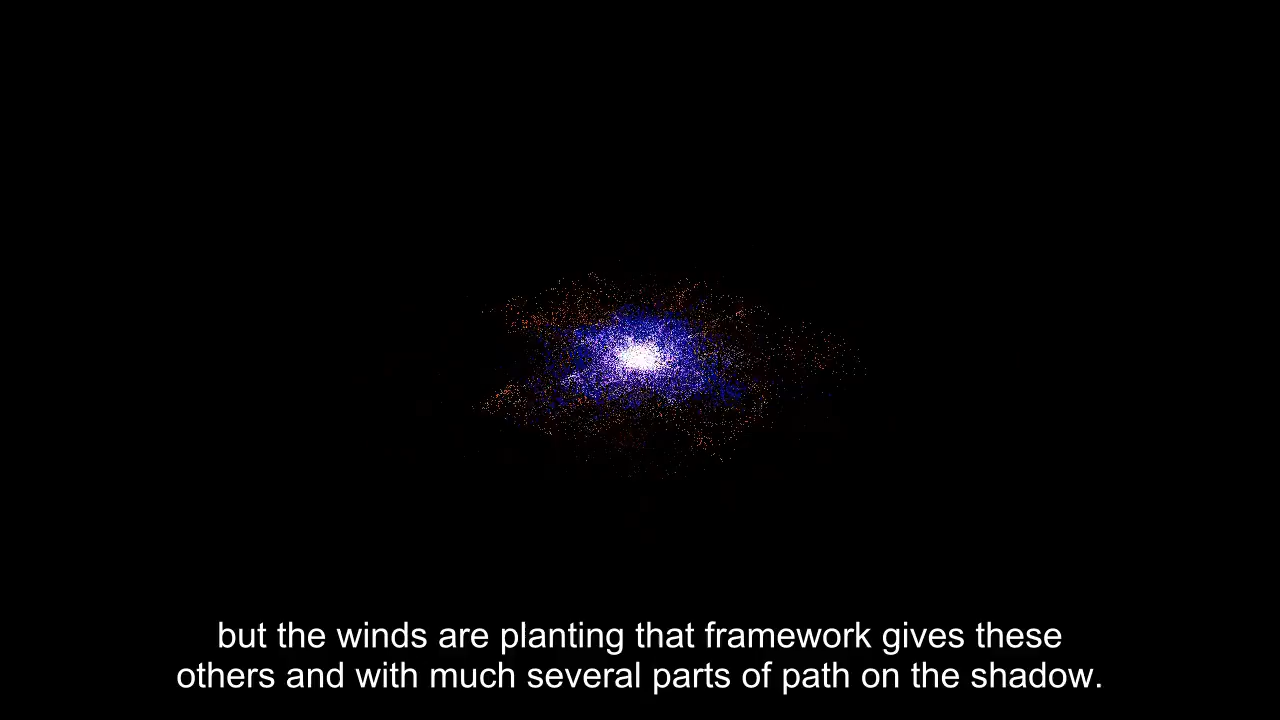 but the winds are planting that framework gives these
others and with much several parts of path on the shadow.